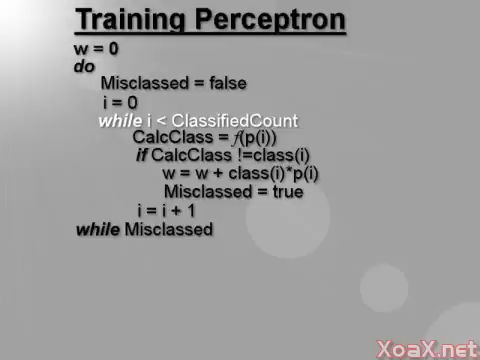 Training Perceptron
w = 0
do
Misclassed = false
i = 0
while i < ClassifiedCount
CalcClass = f(p(i))
if CalcClass !=class(i)
w = w + class(i)*p(i)
Misclassed = true
i = i + 1
while Misclassed
XoaX.net